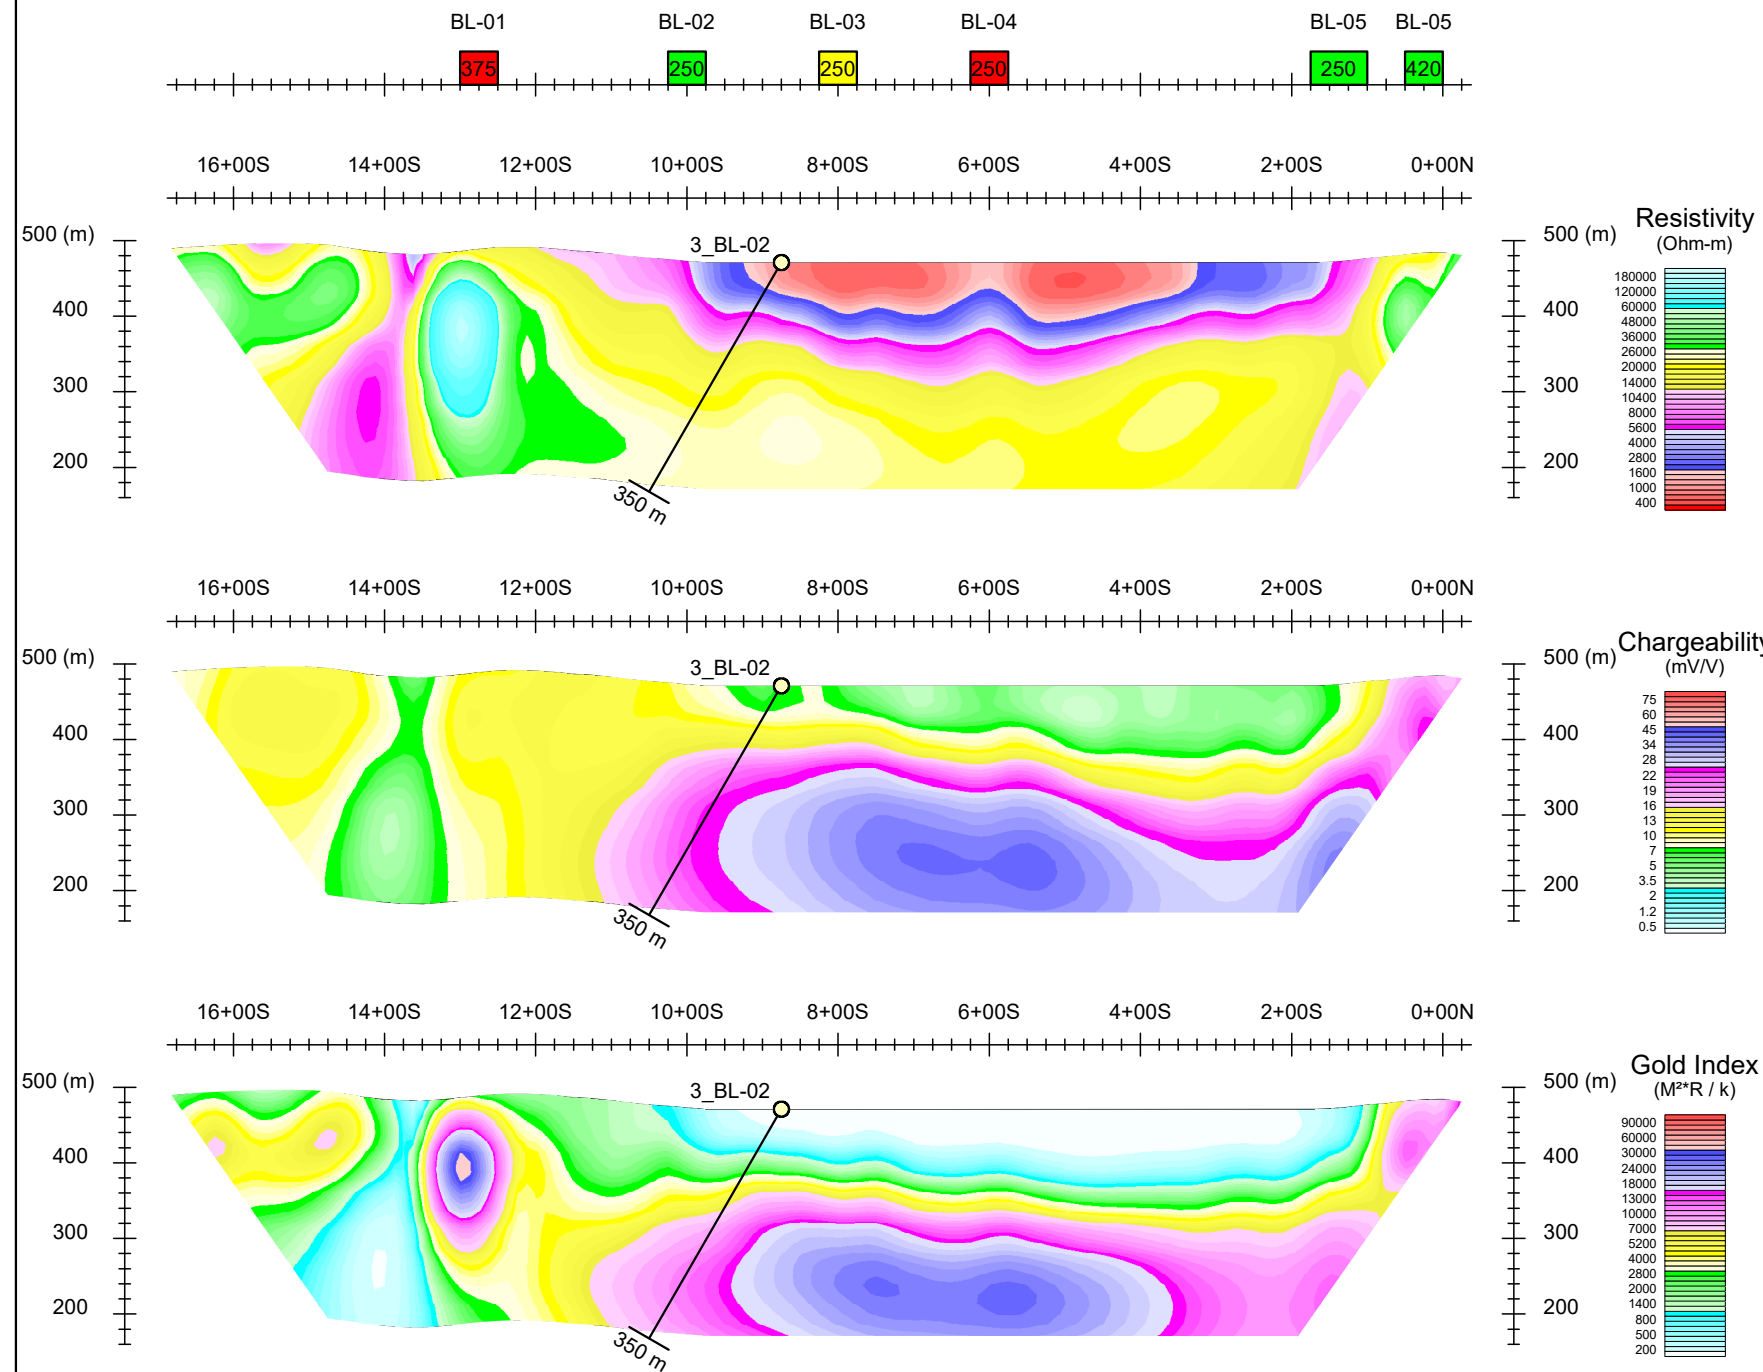 BL-01 BL-02 BL-03 BL-04 BL-05 BL-05
375 250 250 250 250 420
16+00S 14+00S 12+00S 10+00S 8+00S 6+00S 4+00S 2+00S 0+00N
Resistivity
(Ohm-m)
500 (m) 500 (m)
3_BL-02
400 400
300 300
200 200
350 m
180000
120000
60000
48000
36000
26000
20000
14000
10400
8000
5600
4000
2800
1600
1000
400
16+00S 14+00S 12+00S 10+00S 8+00S 6+00S 4+00S 2+00S 0+00N
Chargeability
(mV/V)
500 (m) 500 (m)
3_BL-02
400 400
300 300
200 200
350 m
75
60
45
34
28
22
19
16
13
10
7
5
3.5
2
1.2
0.5
16+00S 14+00S 12+00S 10+00S 8+00S 6+00S 4+00S 2+00S 0+00N
Gold Index
(M²*R / k)
500 (m) 500 (m)
3_BL-02
400 400
300 300
200 200
350 m
90000
60000
30000
24000
18000
13000
10000
7000
5200
4000
2800
2000
1400
800
500
200